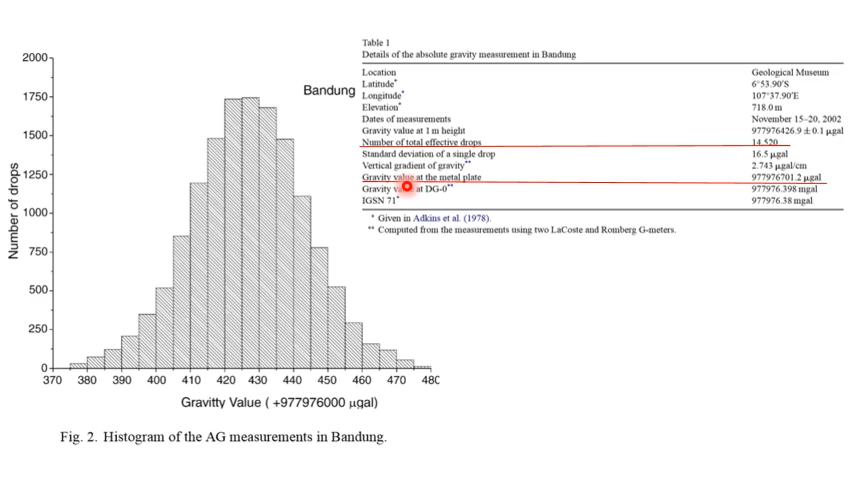 2000
1750
1500
1250
1000
750
500
250
0
Number of drops
Bandung
370 380 390 400 410 420 430 440 450 460 470 480
Gravitty Value ( +977976000 µgal)
Fig. 2. Histogram of the AG measurements in Bandung.
Table 1
Details of the absolute gravity measurement in Bandung
Location Geological Museum
Latitude* 6°53.90′S
Longitude* 107°37.90′E
Elevation* 718.0 m
Dates of measurements November 15–20, 2002
Gravity value at 1 m height 977976426.9 ± 0.1 µgal
Number of total effective drops 14 520
Standard deviation of a single drop 16.5 µgal
Vertical gradient of gravity** 2.743 µgal/cm
Gravity value at the metal plate 977976701.2 µgal
Gravity at DG-0** 977976.398 mgal
IGSN 71* 977976.38 mgal
* Given in Adkins et al. (1978).
** Computed from the measurements using two LaCoste and Romberg G-meters.